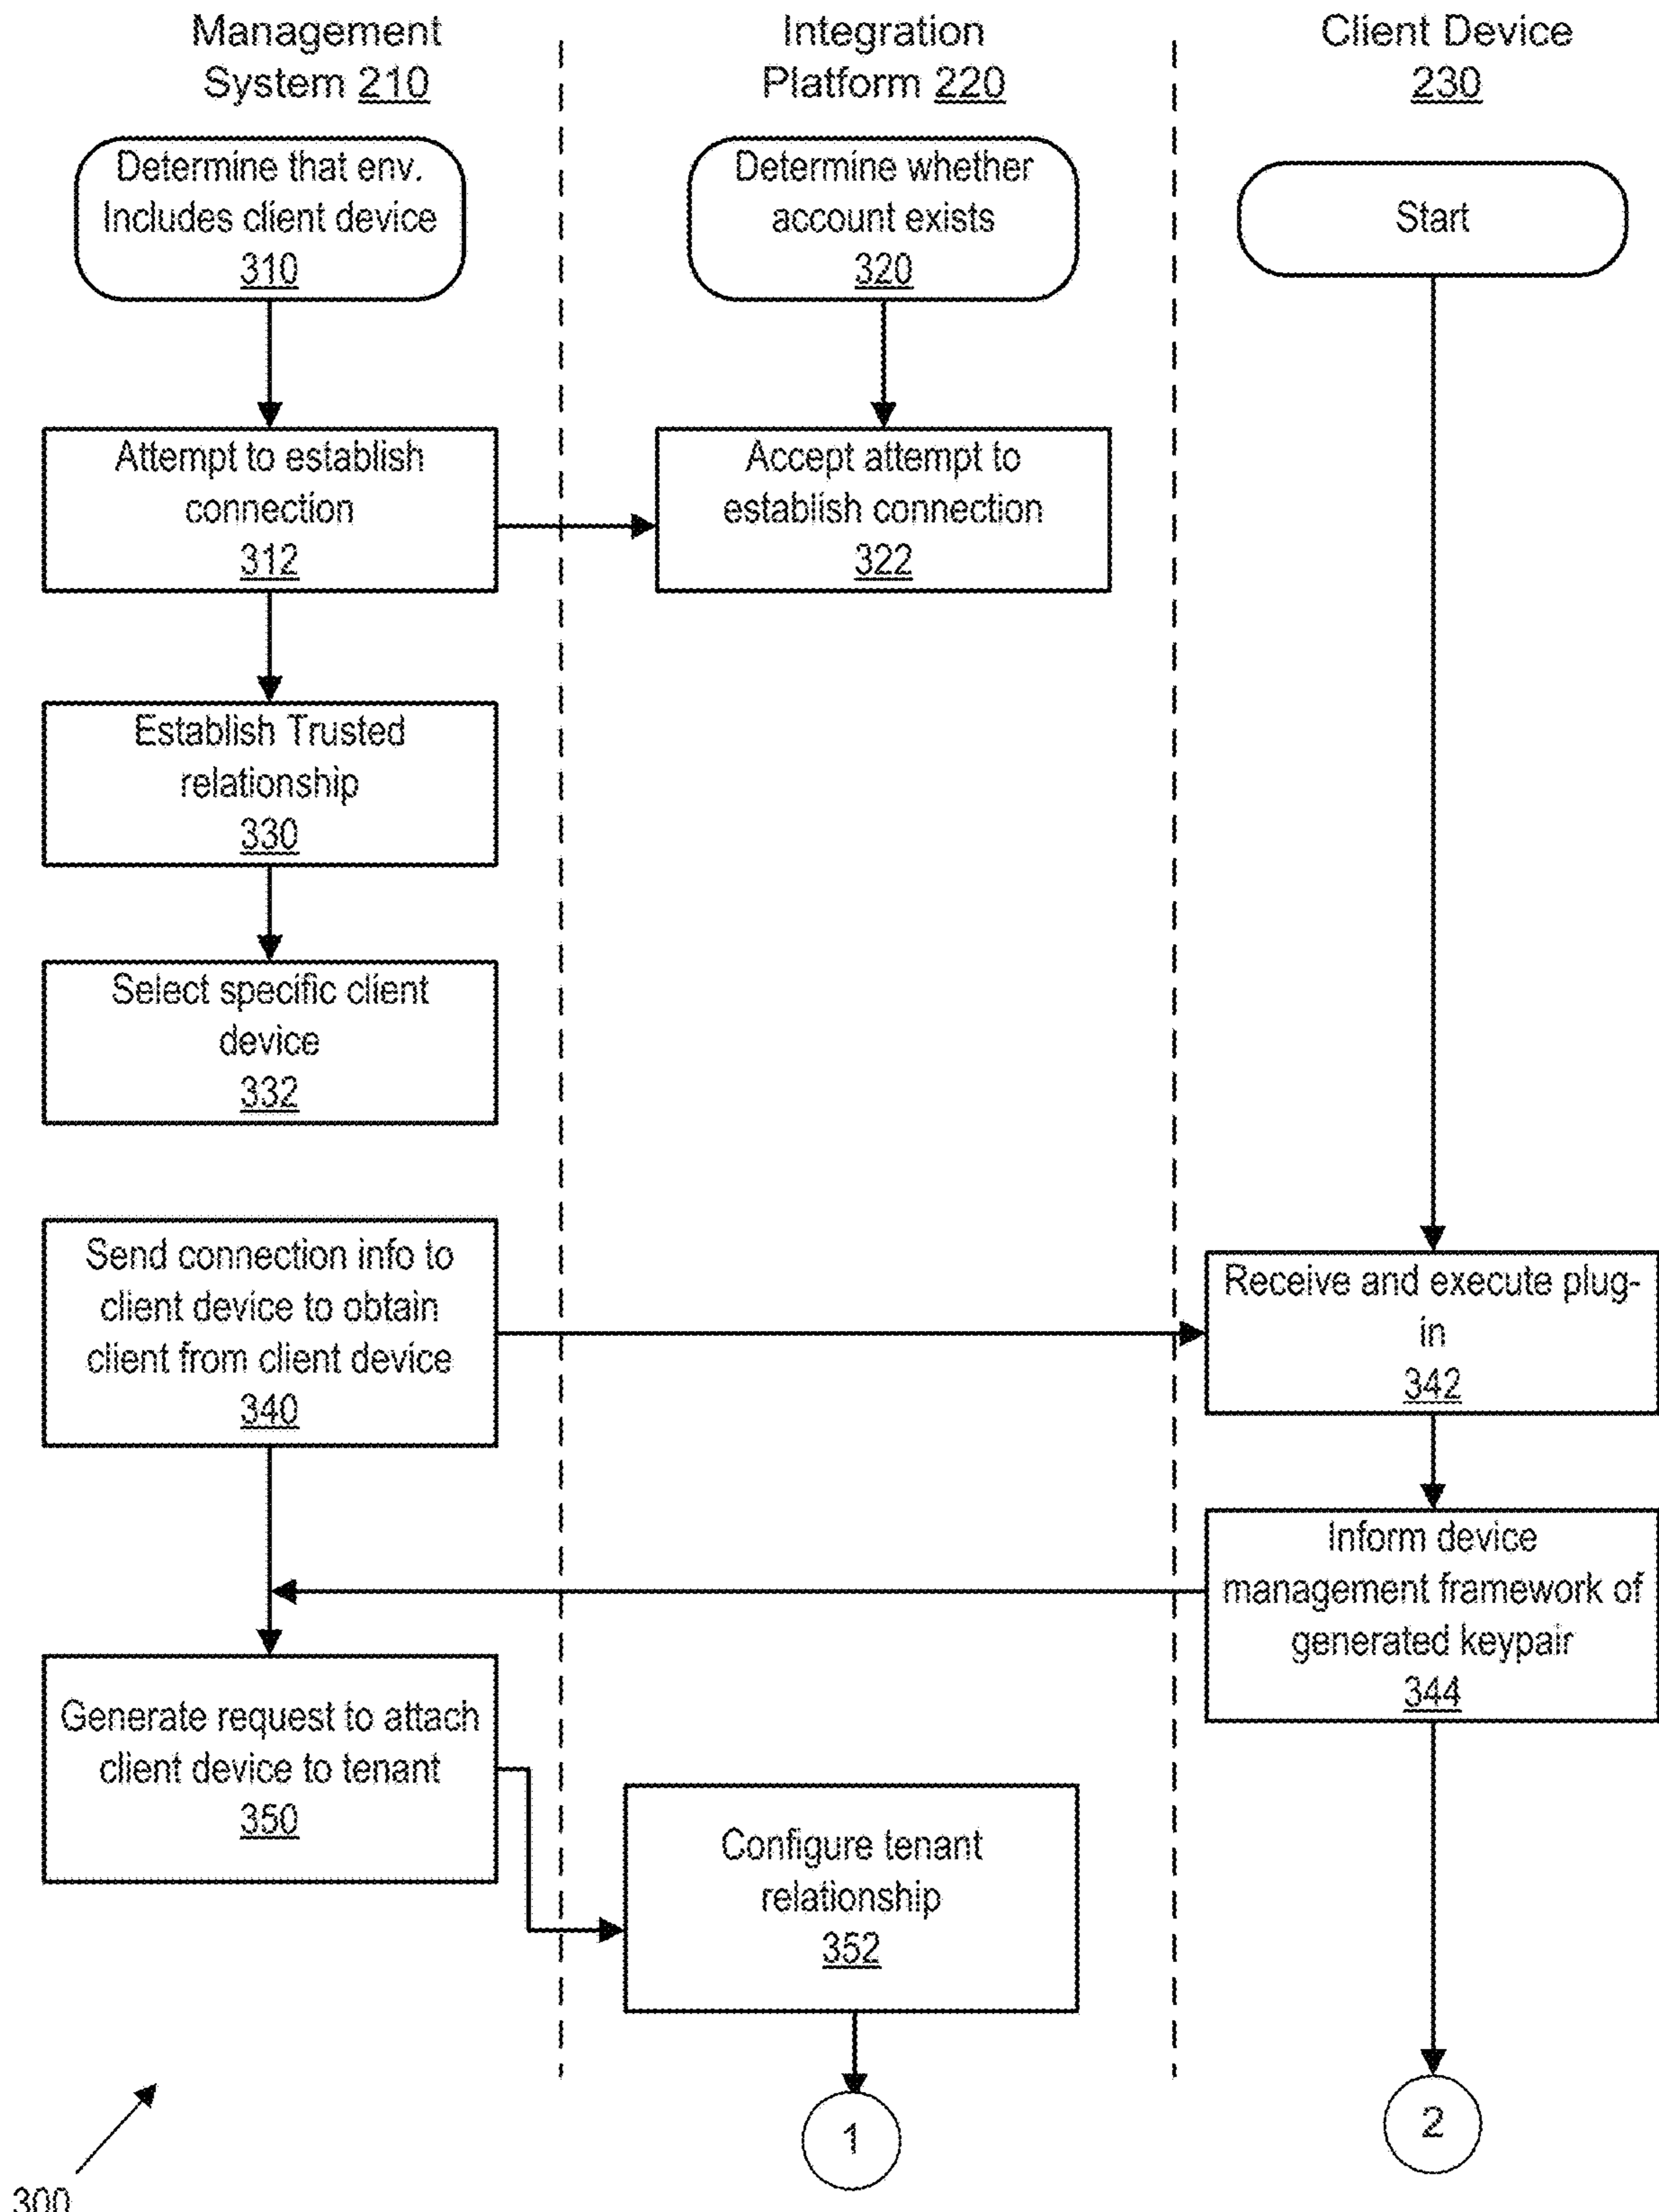 Management
System 210
Integration
Platform 220
Client Device
230
Determine that env.
Includes client device
310
Determine whether
account exists
320
Start
Attempt to establish
connection
312
Accept attempt to
establish connection
322
Establish Trusted
relationship
330
Select specific client
device
332
Send connection info to
client device to obtain
client from client device
340
Receive and execute plug-
in
342
Inform device
management framework of
generated keypair
344
Generate request to attach
client device to tenant
350
Configure tenant
relationship
352
1
2
300